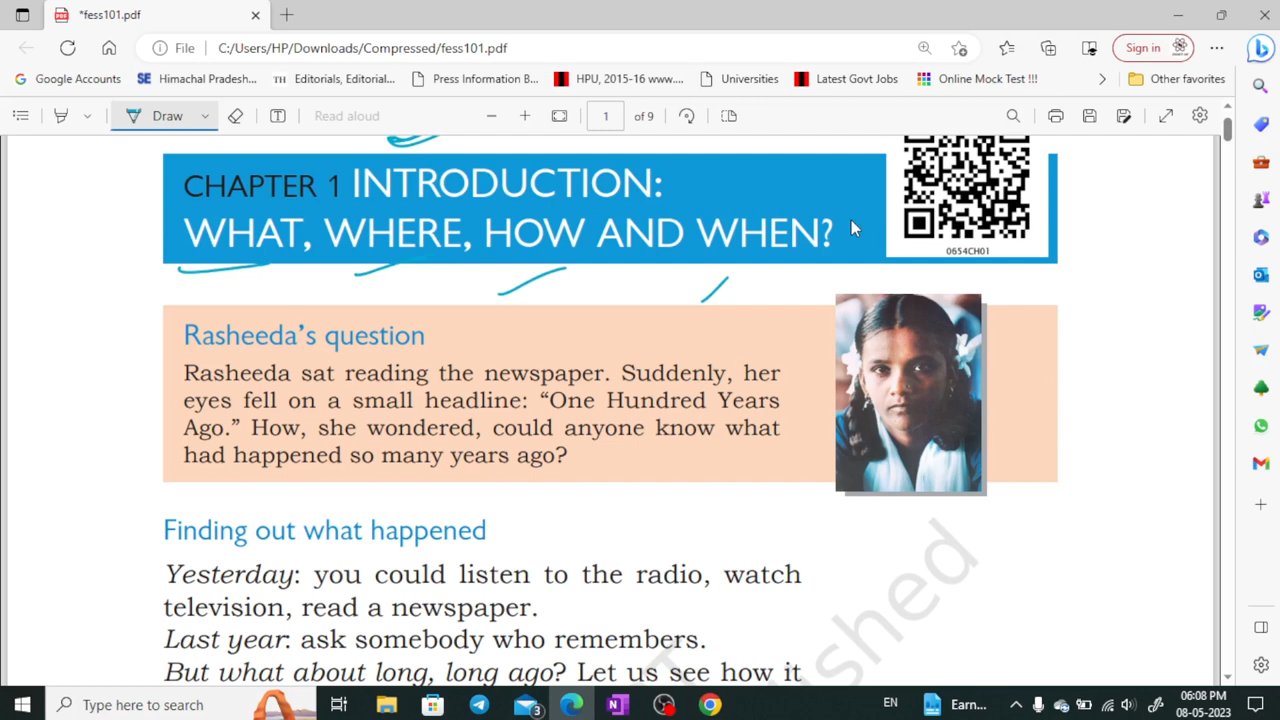 *fess101.pdf
File C:/Users/HP/Downloads/Compressed/fess101.pdf Sign in
Google Accounts SE Himachal Pradesh... TH Editorials, Editorial... Press Information B... HPU, 2015-16 www.... Universities Latest Govt Jobs Online Mock Test !!! Other favorites
Draw Read aloud 1 of 9
CHAPTER 1 INTRODUCTION:
WHAT, WHERE, HOW AND WHEN?
0654CH01
Rasheeda's question
Rasheeda sat reading the newspaper. Suddenly, her
eyes fell on a small headline: “One Hundred Years
Ago.” How, she wondered, could anyone know what
had happened so many years ago?
Finding out what happened
Yesterday: you could listen to the radio, watch
television, read a newspaper.
Last year: ask somebody who remembers.
But what about long, long ago? Let us see how it
Type here to search 3 EN Earn... 06:08 PM
08-05-2023